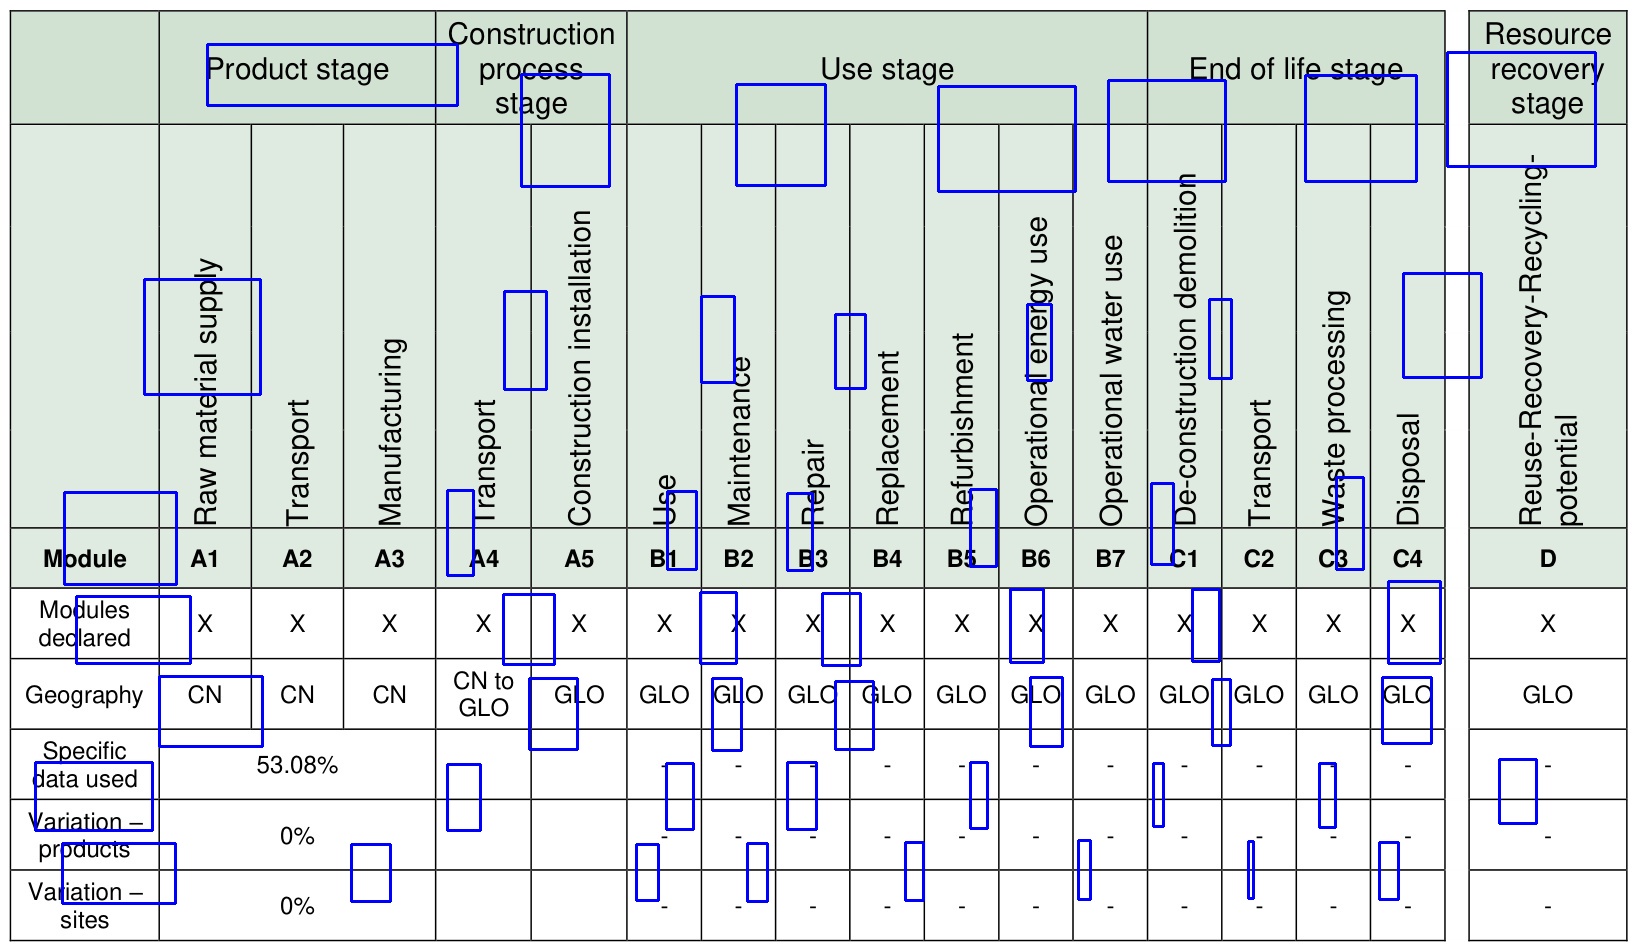 Product stage
Construction
process
stage
Use stage
End of life stage
Resource
recovery
stage
Raw material supply
Transport
Manufacturing
Transport
Construction installation
Use
Maintenance
Repair
Replacement
Refurbishment
Operational energy use
Operational water use
De-construction demolition
Transport
Waste processing
Disposal
Reuse-Recovery-Recycling-
potential
Module A1 A2 A3 A4 A5 B1 B2 B3 B4 B5 B6 B7 C1 C2 C3 C4 D
Modules
declared
X X X X X X X X X X X X X X X X X
Geography CN CN CN
CN to
GLO
GLO GLO GLO GLO GLO GLO GLO GLO GLO GLO GLO GLO GLO
Specific
data used
53.08% - - - - - - - - - - - -
Variation –
products
0% - - - - - - - - - - - -
Variation –
sites
0% - - - - - - - - - - - -